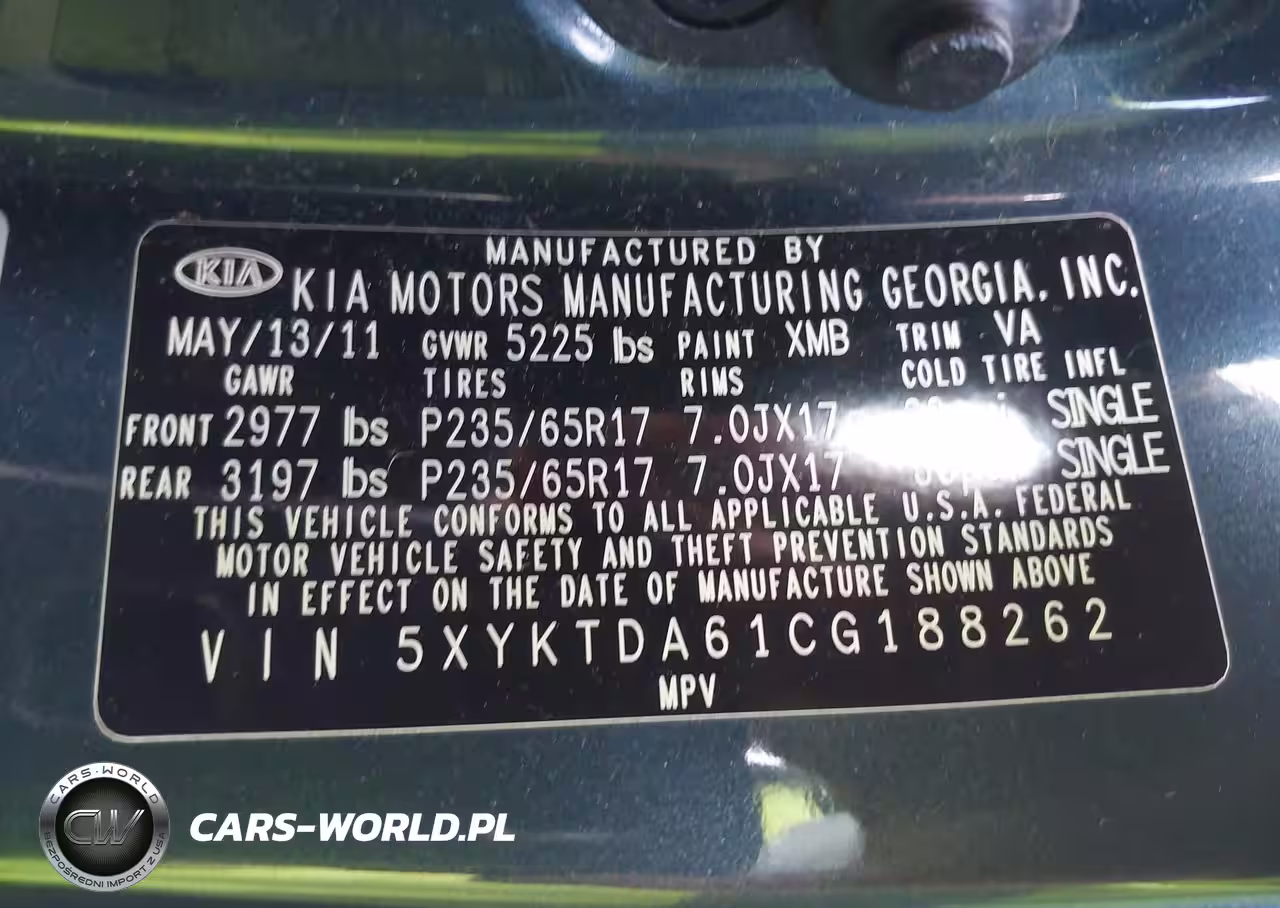 MANUFACTURED BY
KIA KIA MOTORS MANUFACTURING GEORGIA, INC.
MAY/13/11 GVWR 5225 lbs PAINT XMB TRIM VA
GAWR TIRES RIMS COLD TIRE INFL
FRONT 2977 lbs P235/65R17 7.0JX17 SINGLE
REAR 3197 lbs P235/65R17 7.0JX17 SINGLE
THIS VEHICLE CONFORMS TO ALL APPLICABLE U.S.A. FEDERAL
MOTOR VEHICLE SAFETY AND THEFT PREVENTION STANDARDS
IN EFFECT ON THE DATE OF MANUFACTURE SHOWN ABOVE
VIN 5XYKTDA61CG188262
MPV
CARS-WORLD
CW
BEZPOŚREDNI IMPORT Z USA
CARS-WORLD.PL